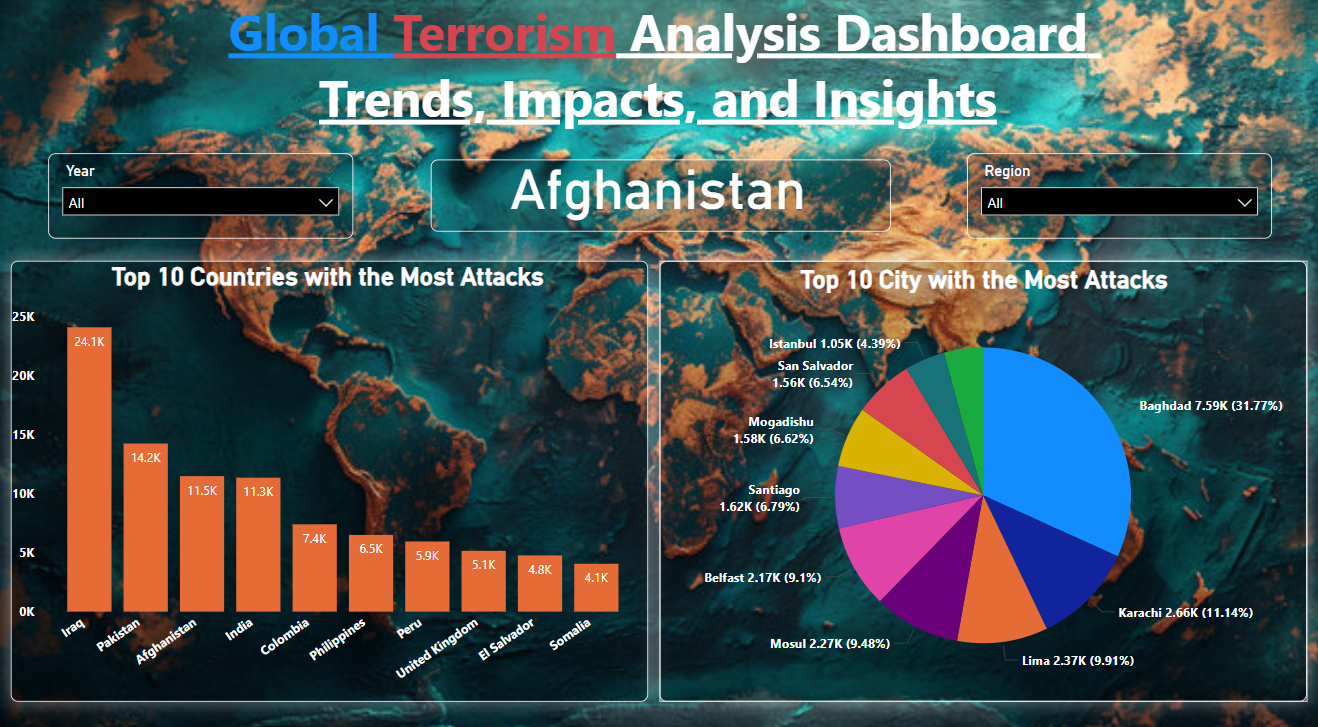 Global Terrorism Analysis Dashboard
Trends, Impacts, and Insights
Year
All
Afghanistan
Region
All
Top 10 Countries with the Most Attacks
25K
20K
15K
10K
5K
0K
24.1K
14.2K
11.5K
11.3K
7.4K
6.5K
5.9K
5.1K
4.8K
4.1K
Iraq
Pakistan
Afghanistan
India
Colombia
Philippines
Peru
United Kingdom
El Salvador
Somalia
Top 10 City with the Most Attacks
Istanbul 1.05K (4.39%)
San Salvador
1.56K (6.54%)
Mogadishu
1.58K (6.62%)
Santiago
1.62K (6.79%)
Belfast 2.17K (9.1%)
Mosul 2.27K (9.48%)
Lima 2.37K (9.91%)
Karachi 2.66K (11.14%)
Baghdad 7.59K (31.77%)